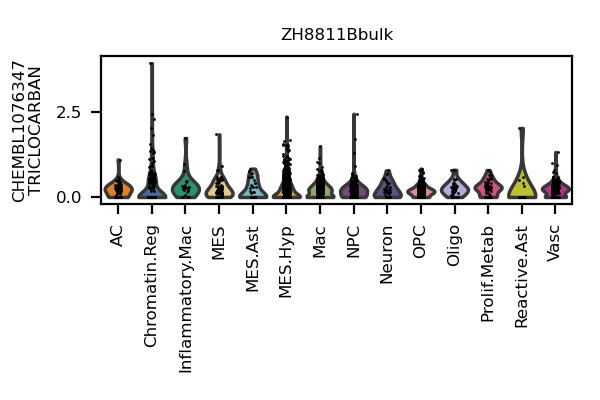 ZH8811Bbulk
CHEMBL1076347
TRICLOCARBAN
2.5
0.0
AC
Chromatin.Reg
Inflammatory.Mac
MES
MES.Ast
MES.Hyp
Mac
NPC
Neuron
OPC
Oligo
Prolif.Metab
Reactive.Ast
Vasc